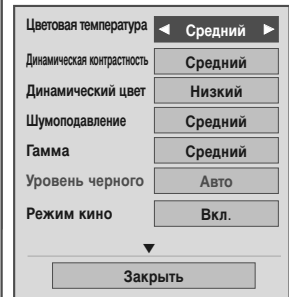 Цветовая температура ◄ Средний ►
Динамическая контрастность Средний
Динамический цвет Низкий
Шумоподавление Средний
Гамма Средний
Уровень черного Авто
Режим кино Вкл.
▼
Закрыть